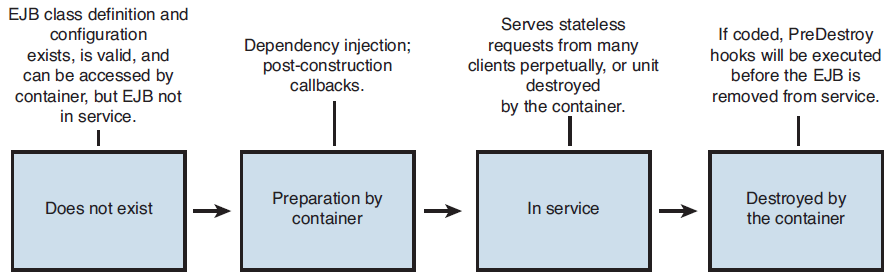 EJB class definition and
configuration
exists, is valid, and
can be accessed by
container, but EJB not
in service.
Dependency injection;
post-construction
callbacks.
Serves stateless
requests from many
clients perpetually, or unit
destroyed
by the container.
If coded, PreDestroy
hooks will be executed
before the EJB is
removed from service.
Does not exist
Preparation by
container
In service
Destroyed by
the container